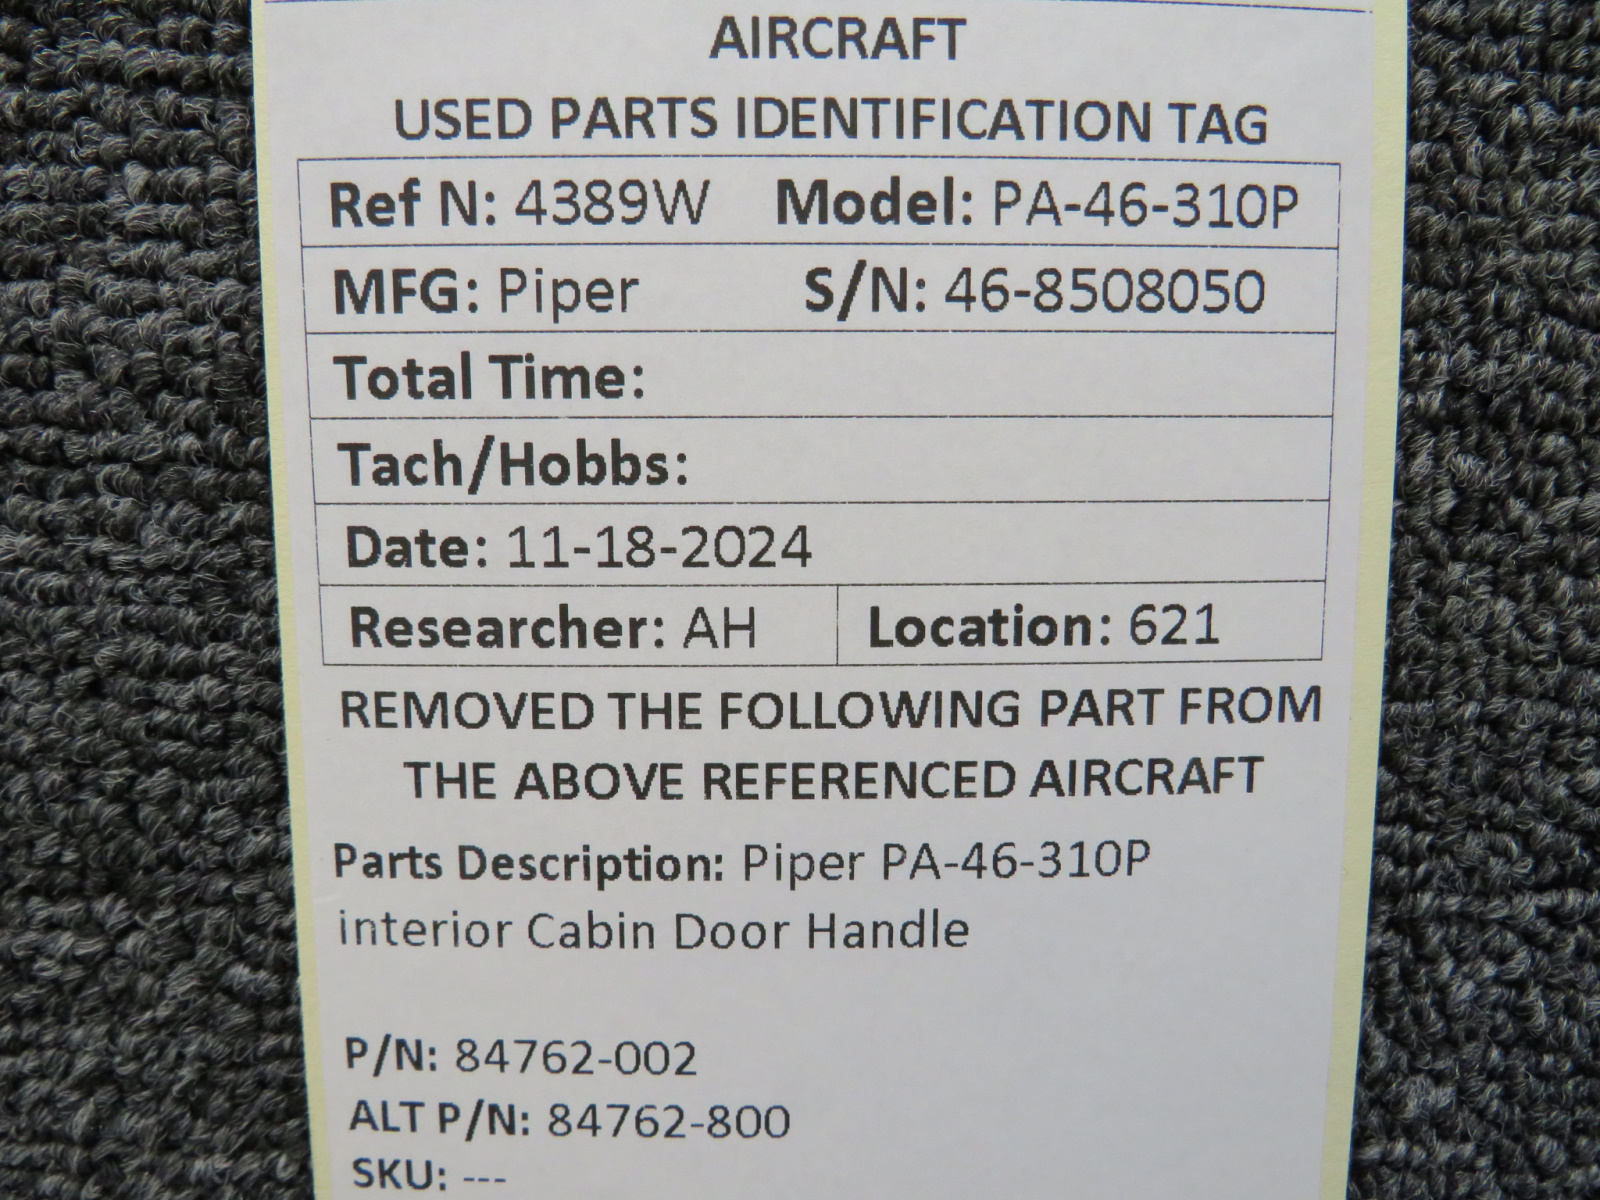 AIRCRAFT
USED PARTS IDENTIFICATION TAG
Ref N: 4389W Model: PA-46-310P
MFG: Piper S/N: 46-8508050
Total Time:
Tach/Hobbs:
Date: 11-18-2024
Researcher: AH Location: 621
REMOVED THE FOLLOWING PART FROM
THE ABOVE REFERENCED AIRCRAFT
Parts Description: Piper PA-46-310P
interior Cabin Door Handle
P/N: 84762-002
ALT P/N: 84762-800
SKU: ---